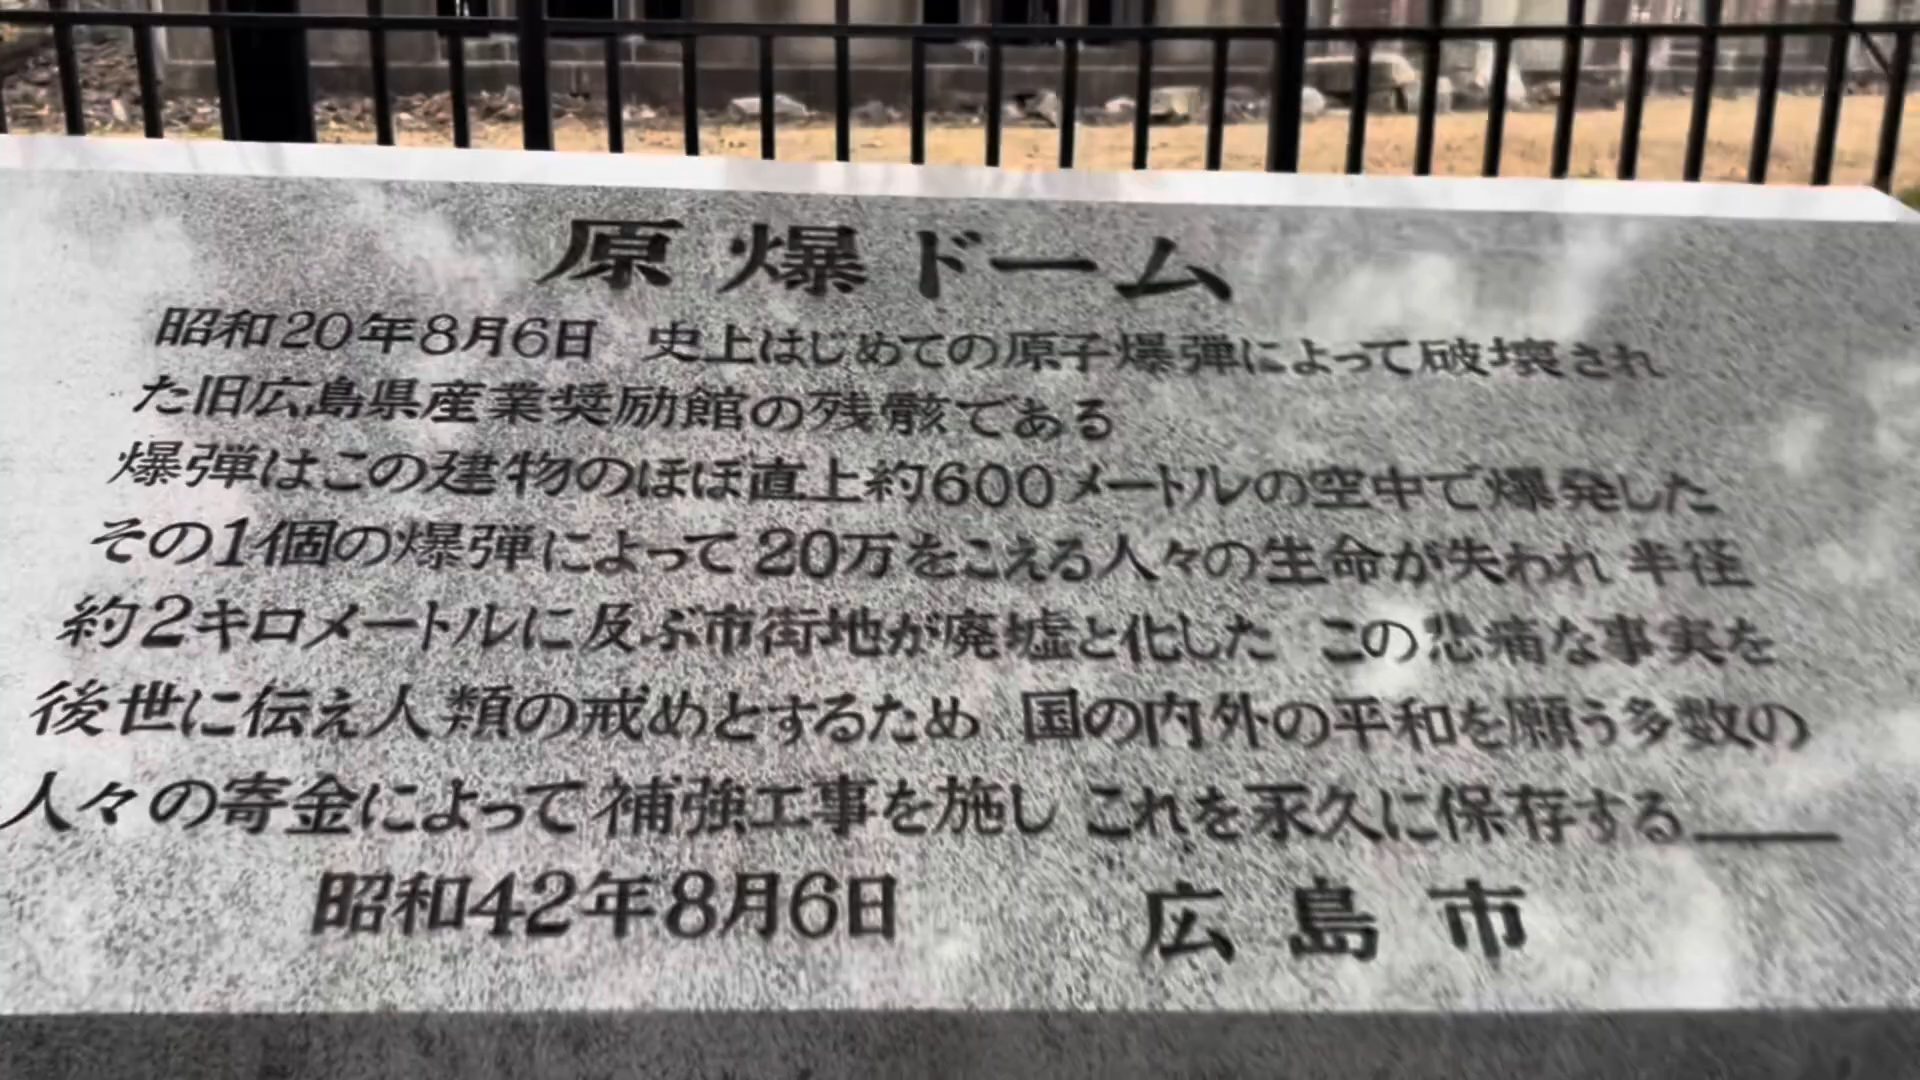 原爆ドーム
昭和20年8月6日　史上はじめての原子爆弾によって破壊され
た旧広島県産業奨励館の残骸である
爆弾はこの建物のほぼ直上約600メートルの空中で爆発した
その1個の爆弾によって20万をこえる人々の生命が失われ　半径
約2キロメートルに及ぶ市街地が廃墟と化した　この悲痛な事実を
後世に伝え人類の戒めとするため　国の内外の平和を願う多数の
人々の寄金によって補強工事を施し　これを永久に保存する――
昭和42年8月6日　広島市